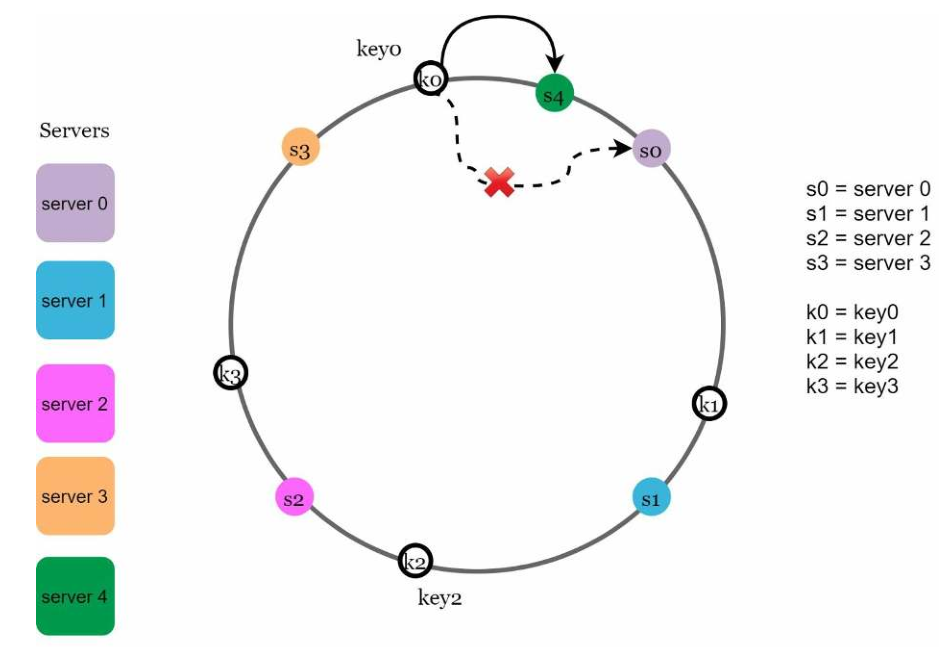 key0
k0
s4
s3
s0
Servers
server 0
server 1
server 2
server 3
server 4
k3
k1
s2
s1
k2
key2
s0 = server 0
s1 = server 1
s2 = server 2
s3 = server 3
k0 = key0
k1 = key1
k2 = key2
k3 = key3